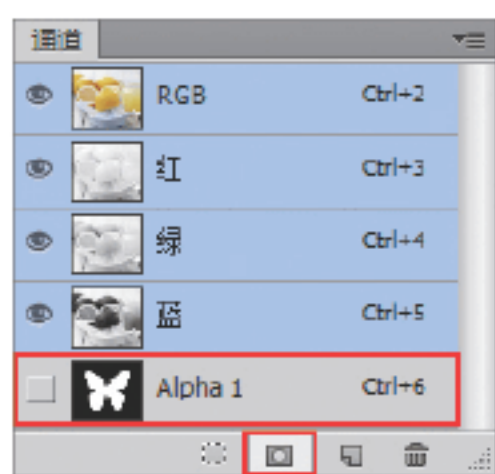 通道
RGB Ctrl+2
红 Ctrl+3
绿 Ctrl+4
蓝 Ctrl+5
Alpha 1 Ctrl+6